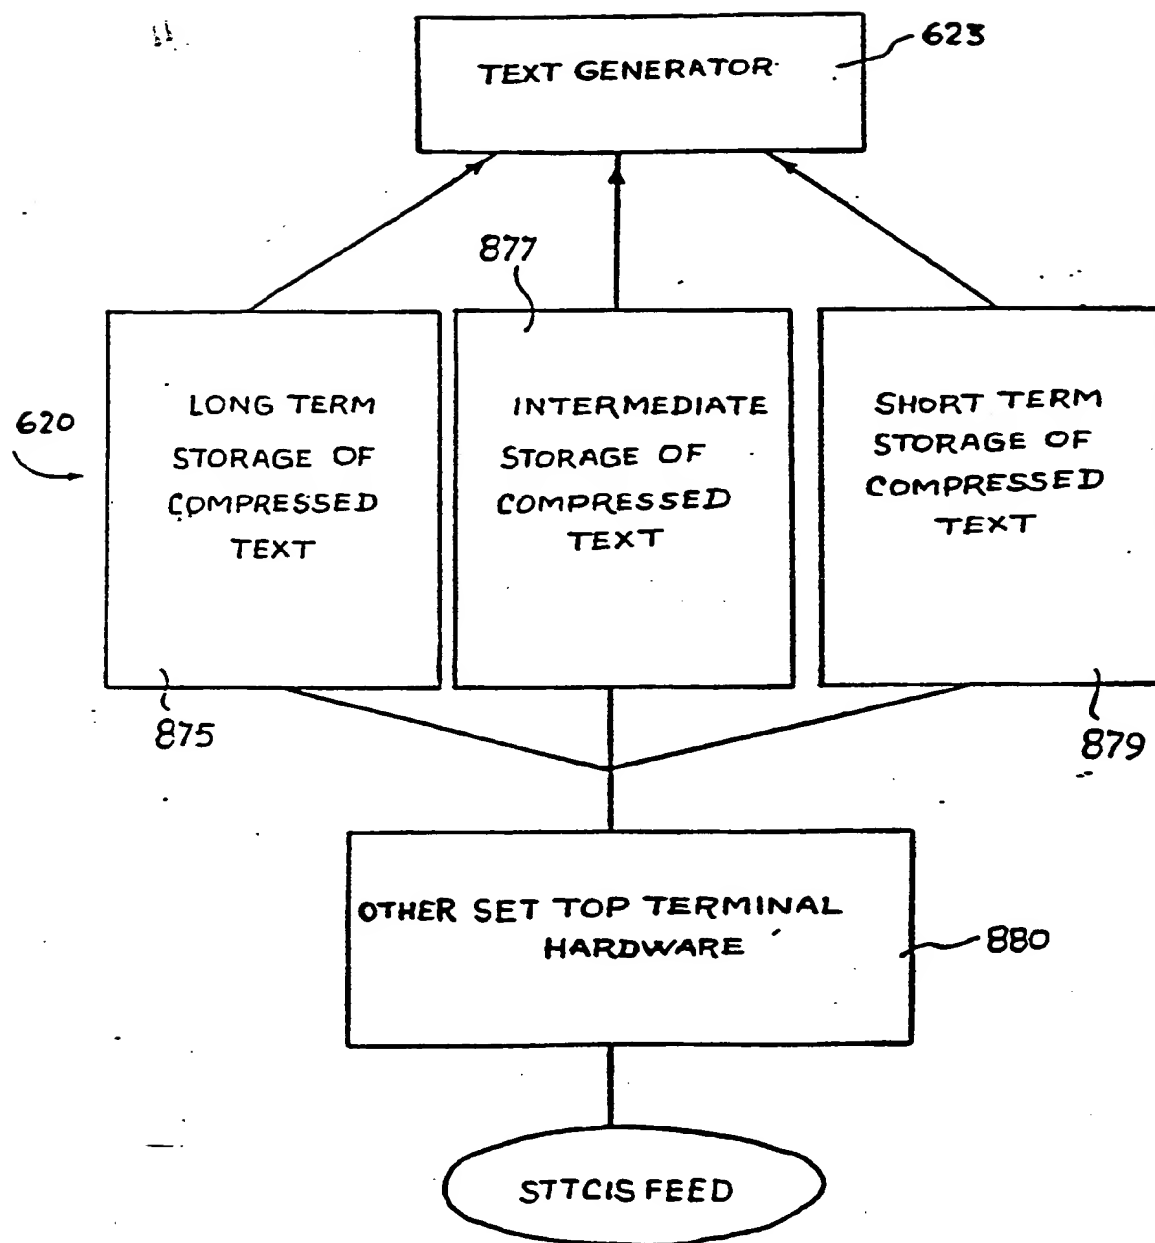 623
TEXT GENERATOR
877
620
LONG TERM
STORAGE OF
COMPRESSED
TEXT
INTERMEDIATE
STORAGE OF
COMPRESSED
TEXT
SHORT TERM
STORAGE OF
COMPRESSED
TEXT
875
879
OTHER SET TOP TERMINAL
HARDWARE
880
STTCIS FEED